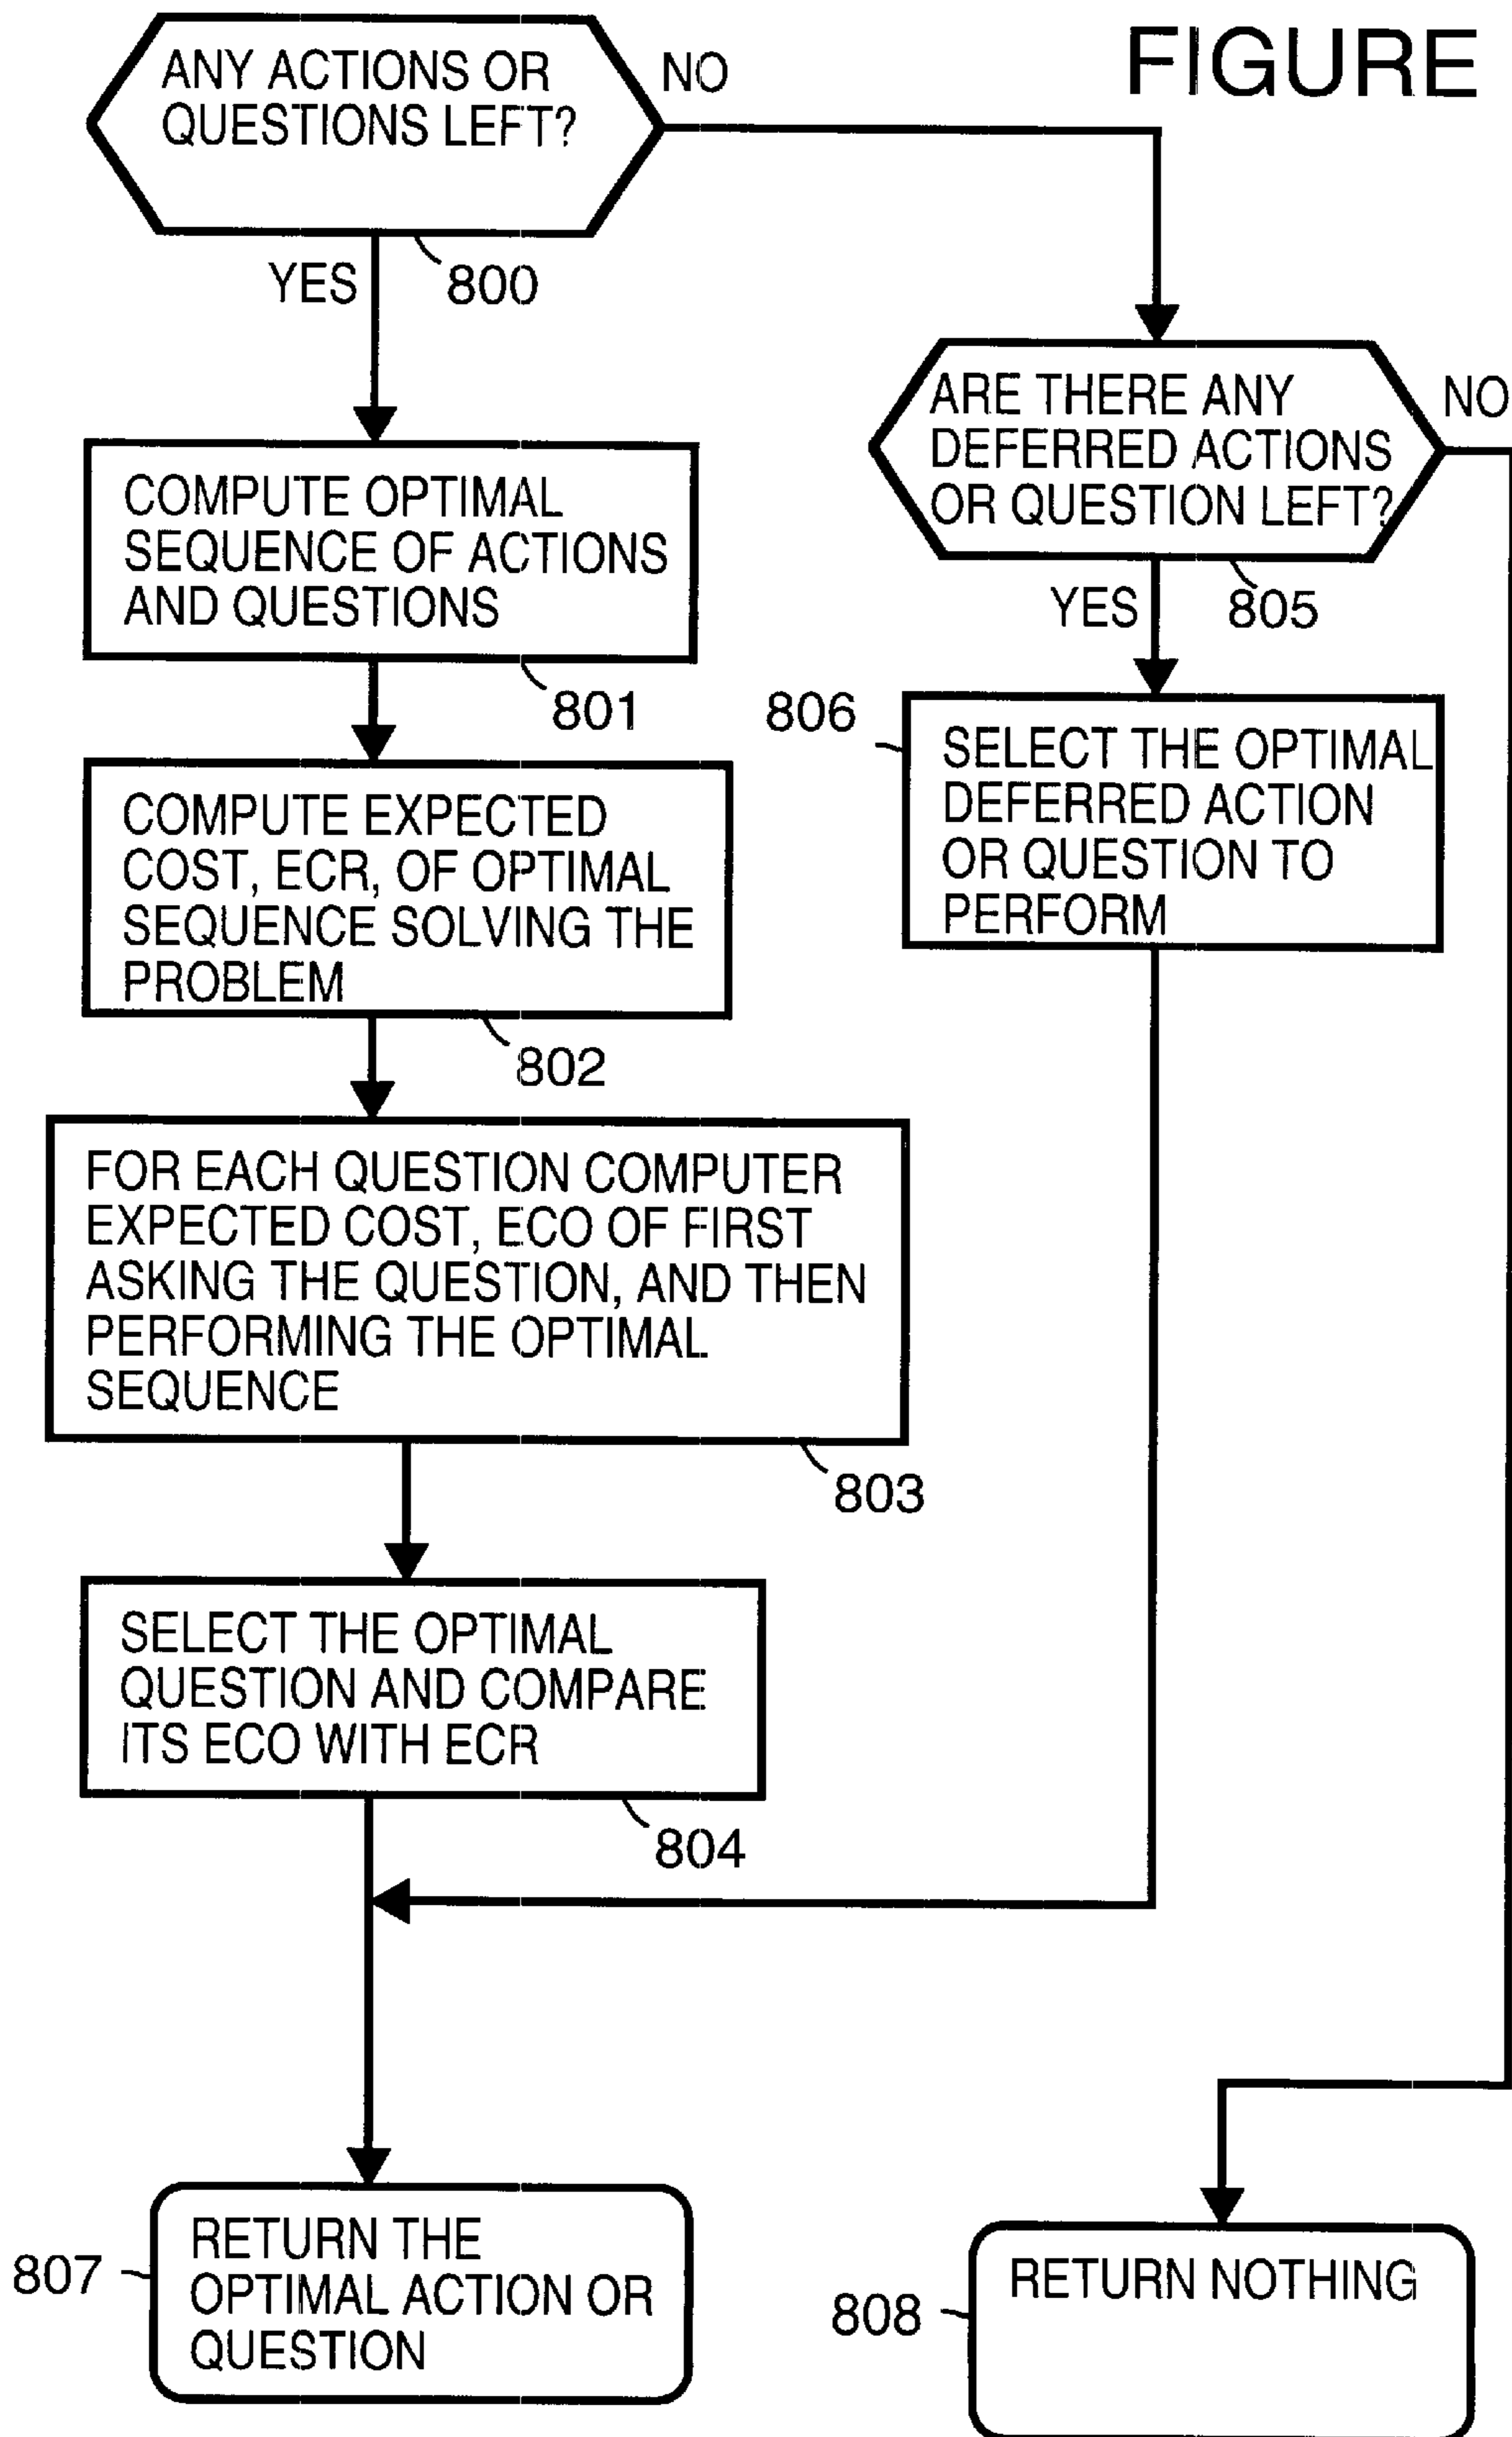 FIGURE
ANY ACTIONS OR
QUESTIONS LEFT?
NO
YES
800
COMPUTE OPTIMAL
SEQUENCE OF ACTIONS
AND QUESTIONS
801
COMPUTE EXPECTED
COST, ECR, OF OPTIMAL
SEQUENCE SOLVING THE
PROBLEM
802
FOR EACH QUESTION COMPUTER
EXPECTED COST, ECO OF FIRST
ASKING THE QUESTION, AND THEN
PERFORMING THE OPTIMAL
SEQUENCE
803
SELECT THE OPTIMAL
QUESTION AND COMPARE
ITS ECO WITH ECR
804
ARE THERE ANY
DEFERRED ACTIONS
OR QUESTION LEFT?
NO
YES
805
806
SELECT THE OPTIMAL
DEFERRED ACTION
OR QUESTION TO
PERFORM
807
RETURN THE
OPTIMAL ACTION OR
QUESTION
808
RETURN NOTHING